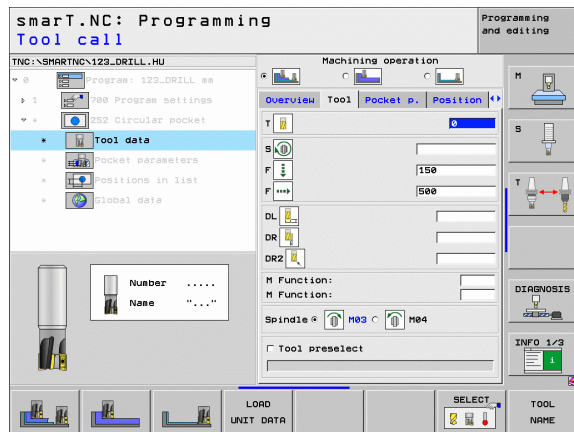 smarT.NC: Programming
Tool call
Programming
and editing
TNC:\SMARTNC\123_DRILL.HU
0 Program: 123_DRILL mm
1 700 Program settings
* 252 Circular pocket
* Tool data
* Pocket parameters
* Positions in list
* Global data
Number .....
Name "..."
Machining operation
Overview Tool Pocket p. Position
T 0
S
F 150
F 500
DL
DR
DR2
M Function:
M Function:
Spindle M03 M04
Tool preselect
M
S
T
DIAGNOSIS
INFO 1/3
LOAD
UNIT DATA
SELECT
TOOL
NAME